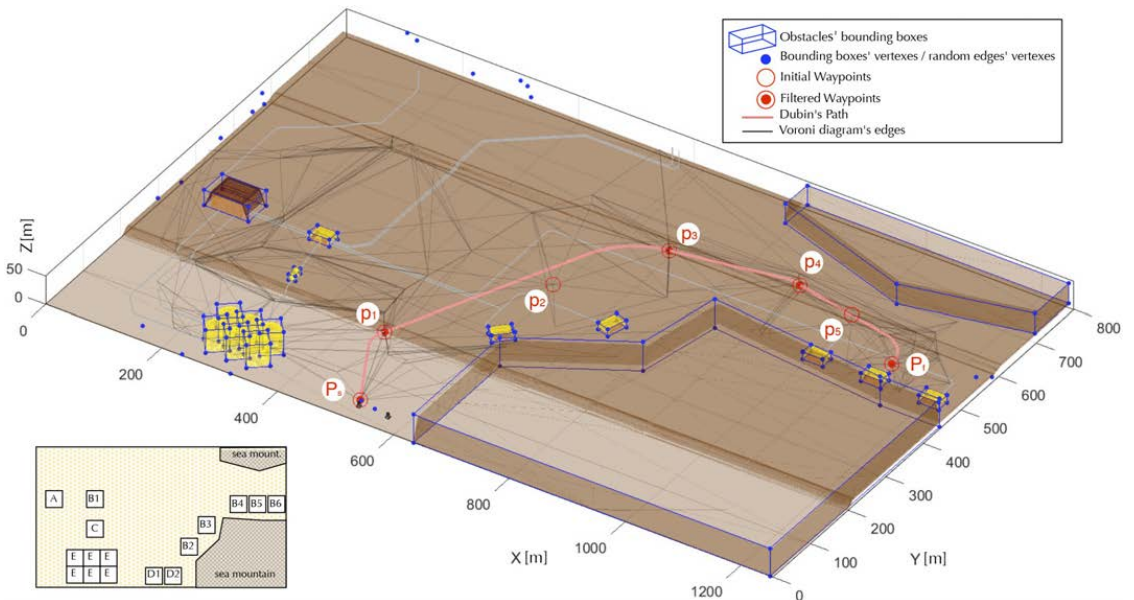 Obstacles' bounding boxes
Bounding boxes' vertexes / random edges' vertexes
Initial Waypoints
Filtered Waypoints
Dubin's Path
Voroni diagram's edges
Z[m]
50
0
0
200
400
600
800
1000
1200
X [m]
0
100
200
300
400
500
600
700
800
Y [m]
p1
p2
p3
p4
p5
Ps
Pt
sea mount.
A
B1
B4 B5 B6
C
B3
B2
E E E
E E E
D1 D2
sea mountain